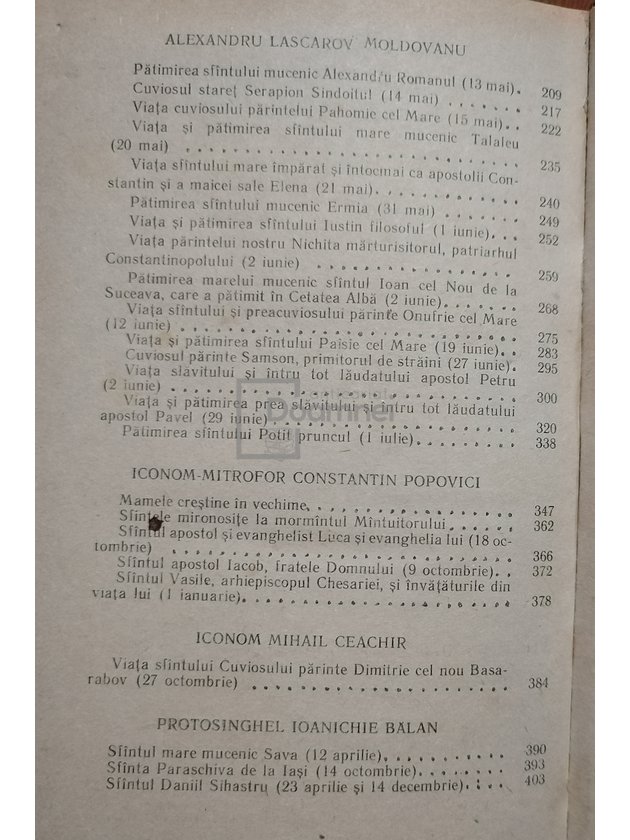 ALEXANDRU LASCAROV MOLDOVANU
Pătimirea sfîntului mucenic Alexandru Romanul (13 mai). 209
Cuviosul stareț Serapion Sindoitul (14 mai) . . . . . . . 217
Viața cuviosului părintelui Pahomie cel Mare (15 mai). . 222
Viața și pătimirea sfîntului mare mucenic Talaleu
(20 mai) . . . . . . . . . . . . . . . . . . . . . . . . 235
Viața sfîntului mare împărat și întocmai ca apostolii Con-
stantin și a maicei sale Elena (21 mai). . . . . . . . . . 240
Pătimirea sfîntului mucenic Ermia (31 mai) . . . . . . . 249
Viața și pătimirea sfîntului Iustin filosoful (1 iunie). . . 252
Viața părintelui nostru Nichita mărturisitorul, patriarhul
Constantinopolului (2 iunie) . . . . . . . . . . . . . . 259
Pătimirea marelui mucenic sfîntul Ioan cel Nou de la
Suceava, care a pătimit în Cetatea Albă (2 iunie). . . . . 268
Viața sfîntului și preacuviosului părinte Onufrie cel Mare
(12 iunie) . . . . . . . . . . . . . . . . . . . . . . . 275
Viața și pătimirea sfîntului Paisie cel Mare (19 iunie). . 283
Cuviosul părinte Samson, primitorul de străini (27 iunie). 295
Viața slăvitului și întru tot lăudatului apostol Petru
(2 iunie) . . . . . . . . . . . . . . . . . . . . . . . 300
Viața și pătimirea prea slăvitului și întru tot lăudatului
apostol Pavel (29 iunie) . . . . . . . . . . . . . . . . 320
Pătimirea sfîntului Potit pruncul (1 iulie). . . . . . . . 338
ICONOM-MITROFOR CONSTANTIN POPOVICI
Mamele creștine în vechime. . . . . . . . . . . . . . . 347
Sfintele mironosițe la mormîntul Mîntuitorului. . . . . . 362
Sfîntul apostol și evanghelist Luca și evanghelia lui (18 oc-
tombrie) . . . . . . . . . . . . . . . . . . . . . . . . 366
Sfîntul apostol Iacob, fratele Domnului (9 octombrie). . 372
Sfîntul Vasile, arhiepiscopul Chesariei, și învățăturile din
viața lui (1 ianuarie). . . . . . . . . . . . . . . . . . 378
ICONOM MIHAIL CEACHIR
Viața sfîntului Cuviosului părinte Dimitrie cel nou Basa-
rabov (27 octombrie) . . . . . . . . . . . . . . . . . . 384
PROTOSINGHEL IOANICHIE BĂLAN
Sfîntul mare mucenic Sava (12 aprilie). . . . . . . . . . 390
Sfînta Paraschiva de la Iași (14 octombrie). . . . . . . . 393
Sfîntul Daniil Sihastru (23 aprilie și 14 decembrie). . . . 403